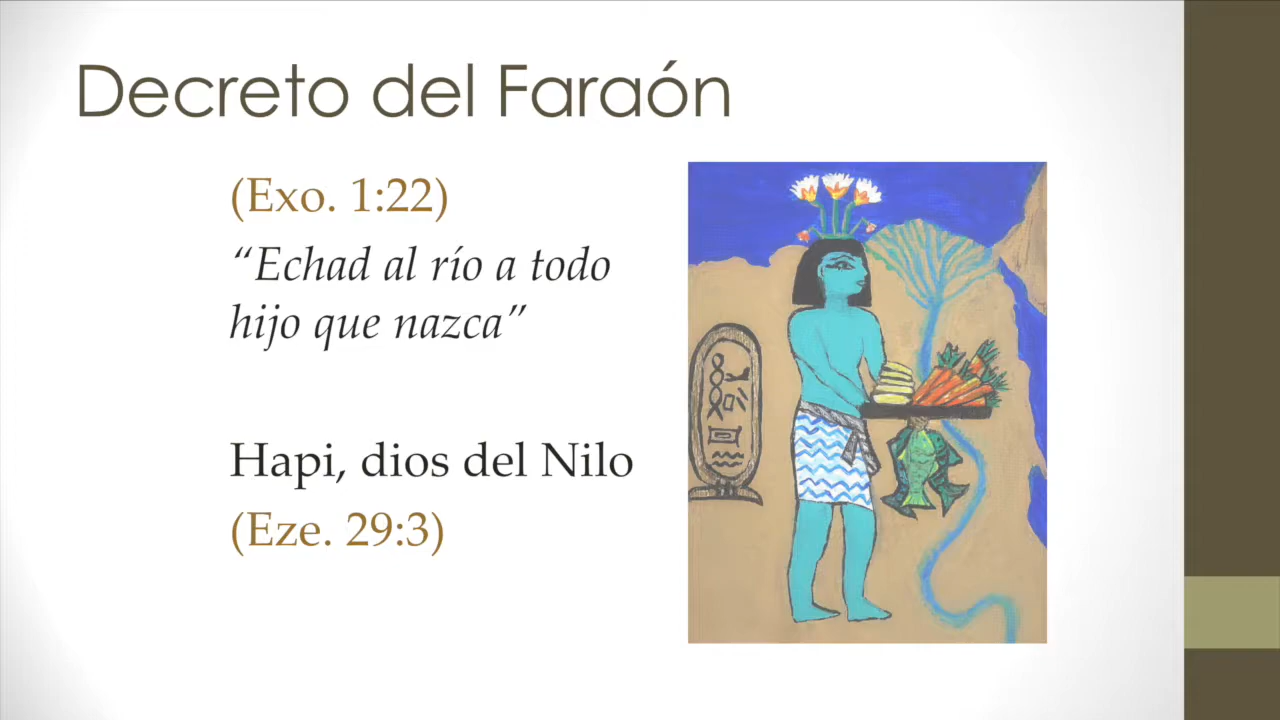 Decreto del Faraón
(Exo. 1:22)
“Echad al río a todo
hijo que nazca”
Hapi, dios del Nilo
(Eze. 29:3)